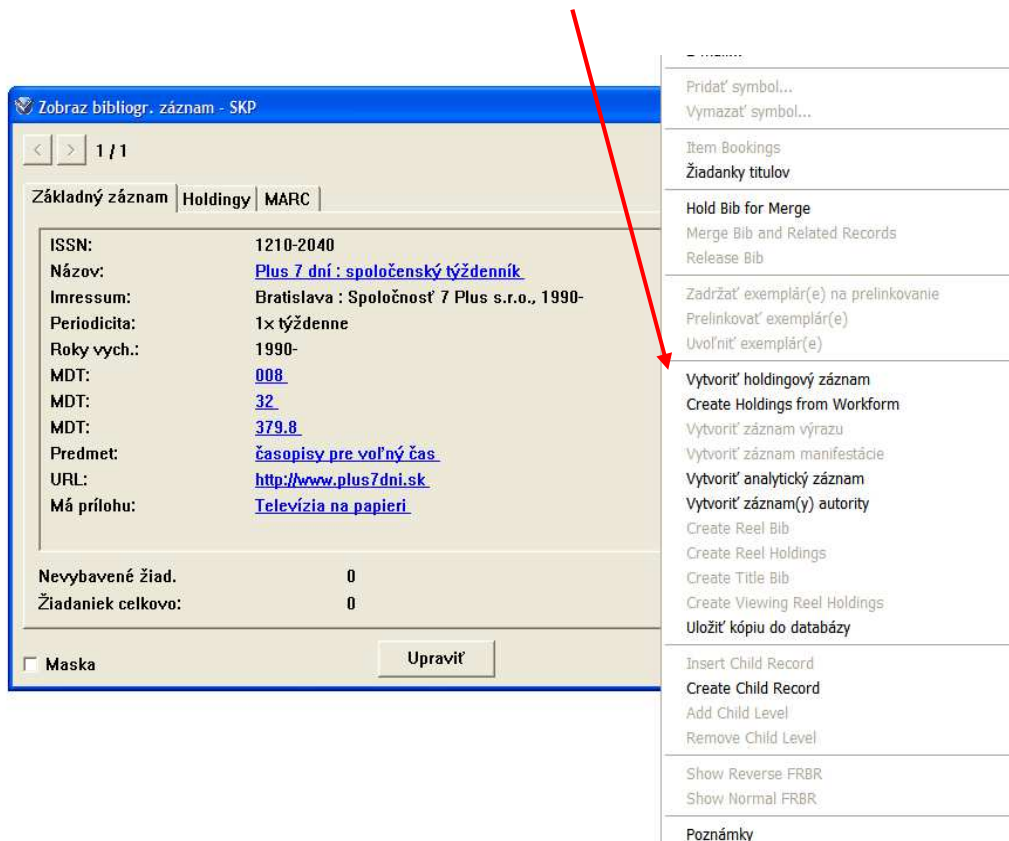 Zobraz bibliogr. záznam - SKP
< > 1 / 1
Základný záznam Holdingy MARC
ISSN: 1210-2040
Názov: Plus 7 dní : spoločenský týždenník
Imressum: Bratislava : Spoločnosť 7 Plus s.r.o., 1990-
Periodicita: 1x týždenne
Roky vych.: 1990-
MDT: 008
MDT: 32
MDT: 379.8
Predmet: časopisy pre voľný čas
URL: http://www.plus7dni.sk
Má prílohu: Televízia na papieri
Nevybavené žiad. 0
Žiadaniek celkovo: 0
Maska
Upraviť
Pridať symbol...
Vymazať symbol...
Item Bookings
Žiadanky titulov
Hold Bib for Merge
Merge Bib and Related Records
Release Bib
Zadržať exemplár(e) na prelinkovanie
Prelinkovať exemplár(e)
Uvoľniť exemplár(e)
Vytvoriť holdingový záznam
Create Holdings from Workform
Vytvoriť záznam výrazu
Vytvoriť záznam manifestácie
Vytvoriť analytický záznam
Vytvoriť záznam(y) autority
Create Reel Bib
Create Reel Holdings
Create Title Bib
Create Viewing Reel Holdings
Uložiť kópiu do databázy
Insert Child Record
Create Child Record
Add Child Level
Remove Child Level
Show Reverse FRBR
Show Normal FRBR
Poznámky